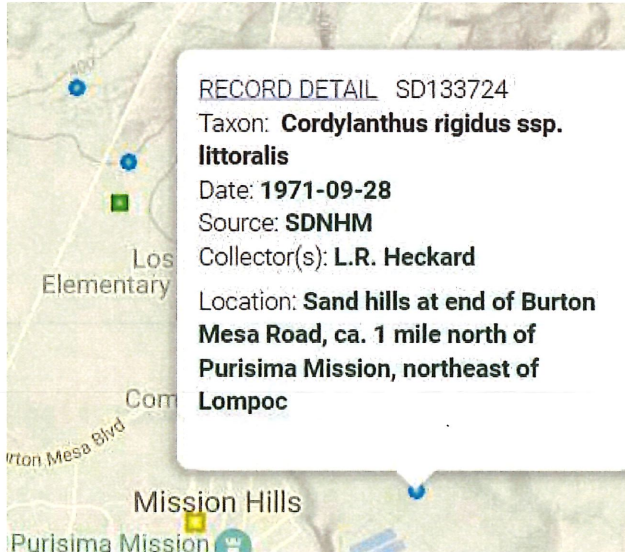 400
RECORD DETAIL SD133724
Taxon: Cordylanthus rigidus ssp.
littoralis
Date: 1971-09-28
Source: SDNHM
Collector(s): L.R. Heckard
Location: Sand hills at end of Burton
Mesa Road, ca. 1 mile north of
Purisima Mission, northeast of
Lompoc
Los
Elementary
Com
rton Mesa Blvd
Mission Hills
Purisima Mission